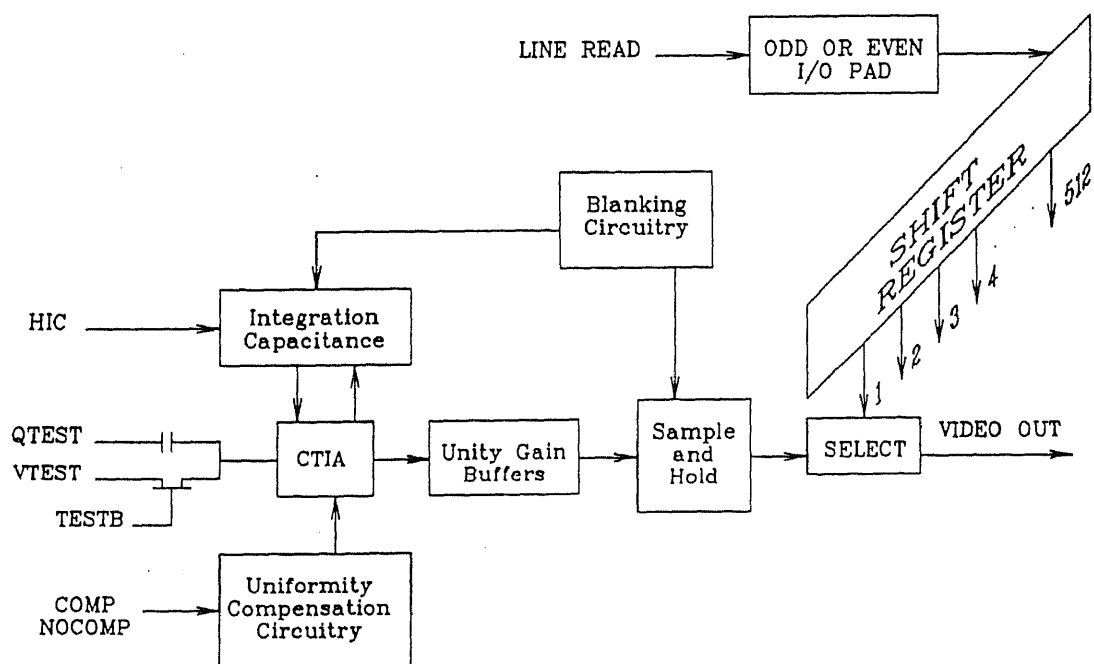 LINE READ
ODD OR EVEN
I/O PAD
SHIFT
REGISTER
512
4
3
2
1
Blanking
Circuitry
HIC
Integration
Capacitance
QTEST
VTEST
TESTB
CTIA
Unity Gain
Buffers
Sample
and
Hold
SELECT
VIDEO OUT
COMP
NOCOMP
Uniformity
Compensation
Circuitry